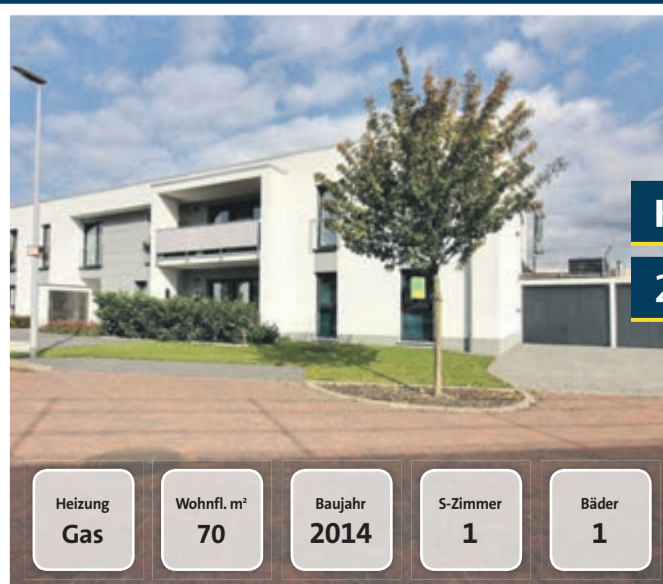 Heizung
Gas
Wohnfl. m²
70
Baujahr
2014
S-Zimmer
1
Bäder
1